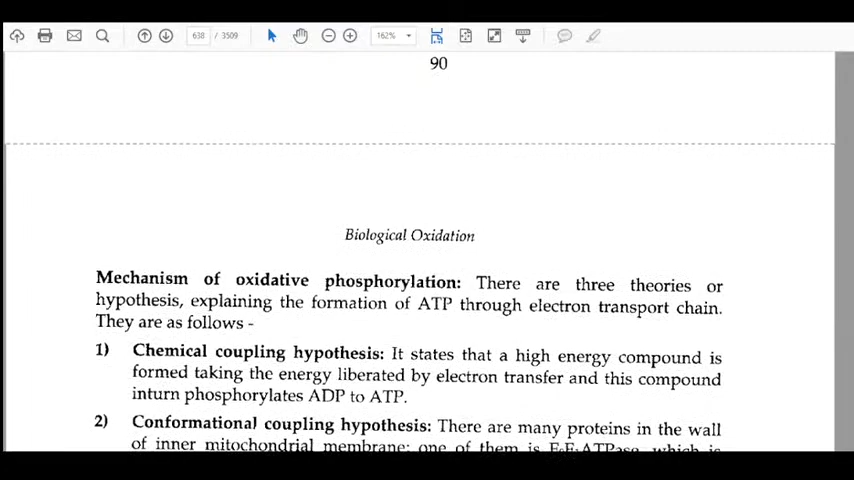 638 / 3509
162%
90
Biological Oxidation
Mechanism of oxidative phosphorylation: There are three theories or
hypothesis, explaining the formation of ATP through electron transport chain.
They are as follows -
1) Chemical coupling hypothesis: It states that a high energy compound is
formed taking the energy liberated by electron transfer and this compound
inturn phosphorylates ADP to ATP.
2) Conformational coupling hypothesis: There are many proteins in the wall
of inner mitochondrial membrane; one of them is F₀F₁ATPase, which is